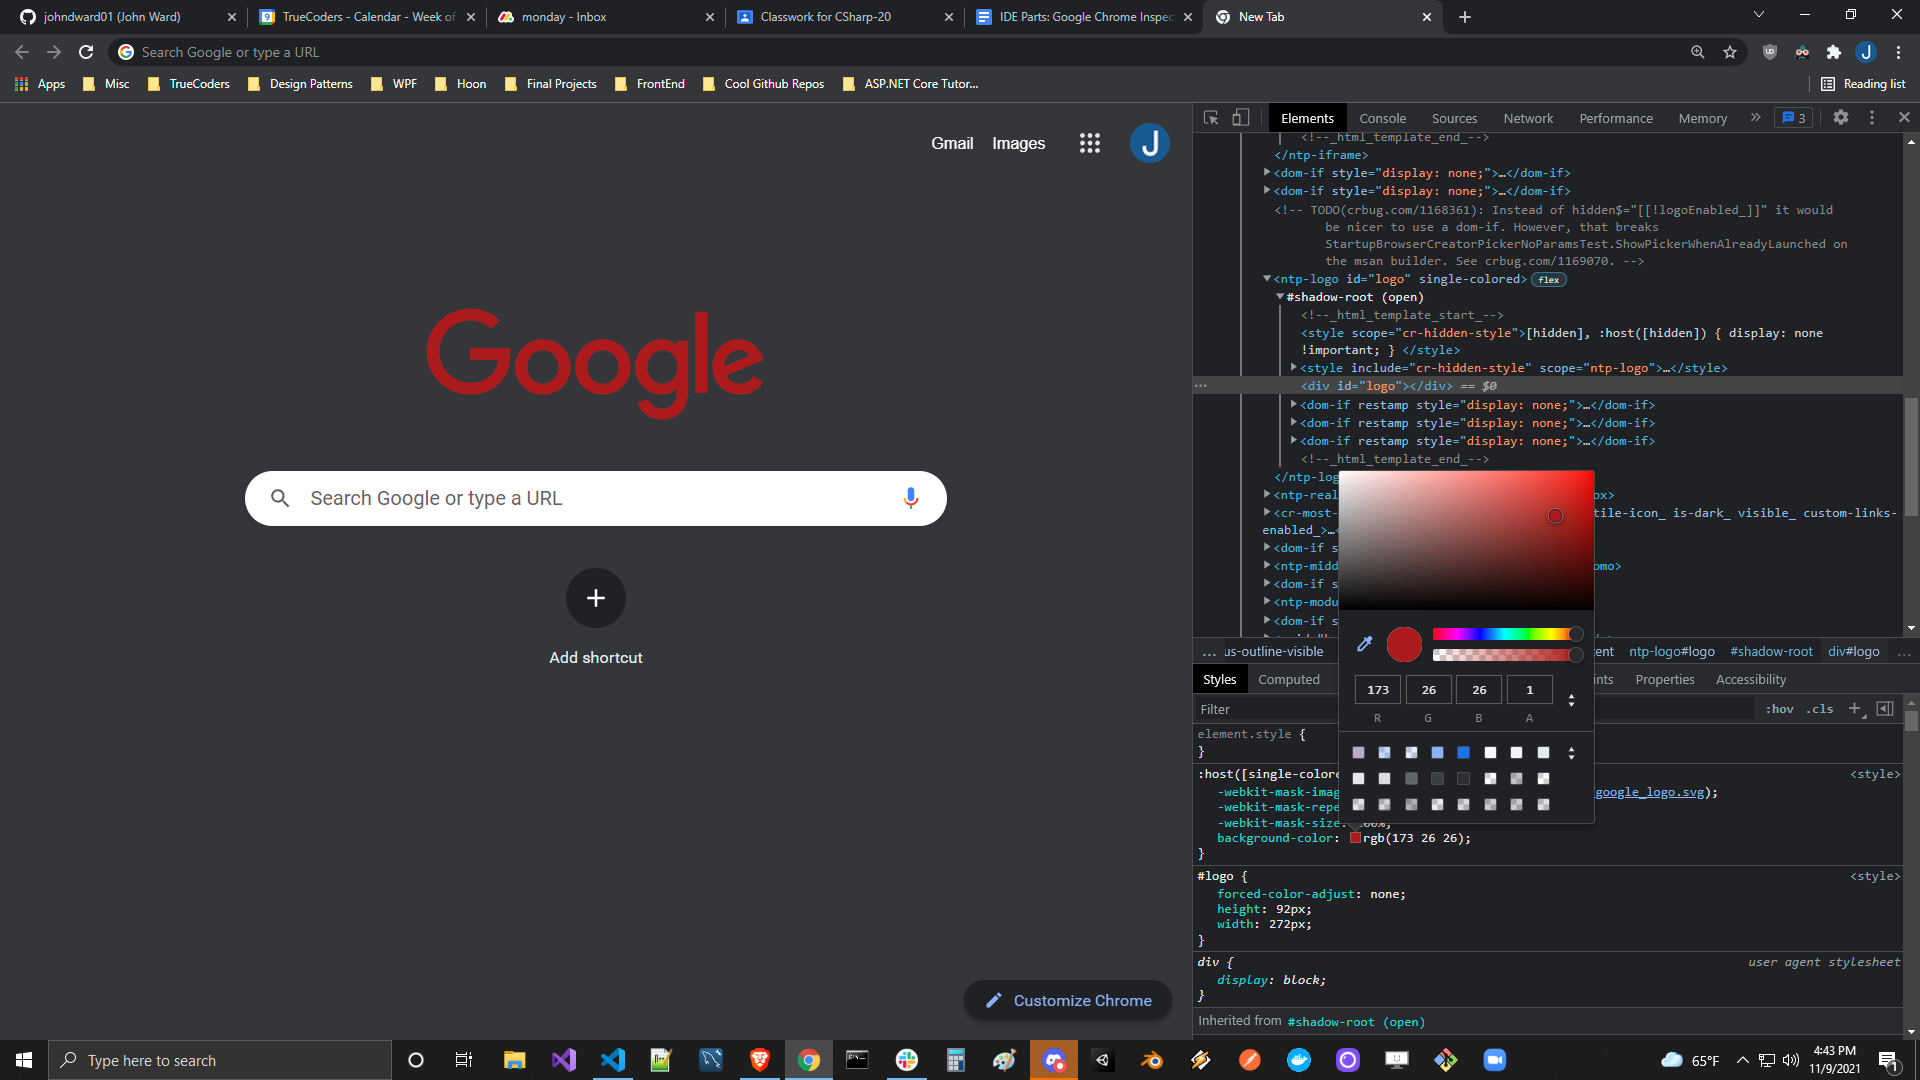 johndward01 (John Ward)
TrueCoders - Calendar - Week of
monday - Inbox
Classwork for CSharp-20
IDE Parts: Google Chrome Inspec
New Tab
Search Google or type a URL
Apps
Misc
TrueCoders
Design Patterns
WPF
Hoon
Final Projects
FrontEnd
Cool Github Repos
ASP.NET Core Tutor...
Reading list
Gmail
Images
J
Google
Search Google or type a URL
Add shortcut
Customize Chrome
Elements
Console
Sources
Network
Performance
Memory
3
<!--_html_template_end_-->
</ntp-iframe>
<dom-if style="display: none;">…</dom-if>
<dom-if style="display: none;">…</dom-if>
<!-- TODO(crbug.com/1168361): Instead of hidden$="[[!logoEnabled_]]" it would
be nicer to use a dom-if. However, that breaks
StartupBrowserCreatorPickerNoParamsTest.ShowPickerWhenAlreadyLaunched on
the msan builder. See crbug.com/1169070. -->
<ntp-logo id="logo" single-colored> flex
#shadow-root (open)
<!--_html_template_start_-->
<style scope="cr-hidden-style">[hidden], :host([hidden]) { display: none
!important; } </style>
<style include="cr-hidden-style" scope="ntp-logo">…</style>
<div id="logo"></div> == $0
<dom-if restamp style="display: none;">…</dom-if>
<dom-if restamp style="display: none;">…</dom-if>
<dom-if restamp style="display: none;">…</dom-if>
<!--_html_template_end_-->
</ntp-log
<ntp-real ox>
<cr-most- tile-icon_ is-dark_ visible_ custom-links-
enabled_>…<
<dom-if s
<ntp-midd omo>
<dom-if s
<ntp-modu
<dom-if s
... us-outline-visible
ent
ntp-logo#logo
#shadow-root
div#logo
...
Styles
Computed
nts
Properties
Accessibility
Filter
:hov
.cls
element.style {
}
:host([single-colore
<style>
-webkit-mask-imag google_logo.svg);
-webkit-mask-repe
-webkit-mask-size: 100%;
background-color: rgb(173 26 26);
}
173
26
26
1
R
G
B
A
#logo {
<style>
forced-color-adjust: none;
height: 92px;
width: 272px;
}
div {
user agent stylesheet
display: block;
}
Inherited from #shadow-root (open)
Type here to search
65°F
4:43 PM
11/9/2021
1